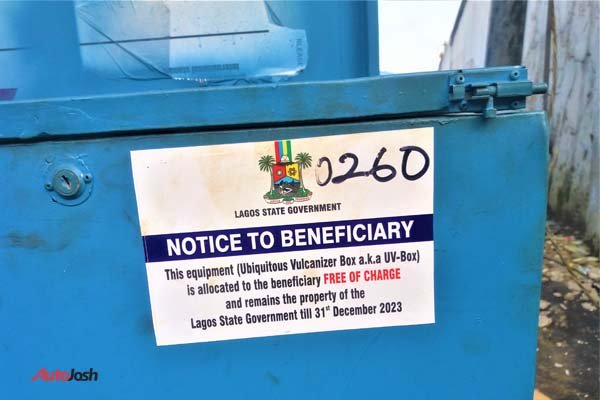 0260
LAGOS STATE GOVERNMENT
NOTICE TO BENEFICIARY
This equipment (Ubiquitous Vulcanizer Box a.k.a UV-Box)
is allocated to the beneficiary FREE OF CHARGE
and remains the property of the
Lagos State Government till 31st December 2023
AutoJosh